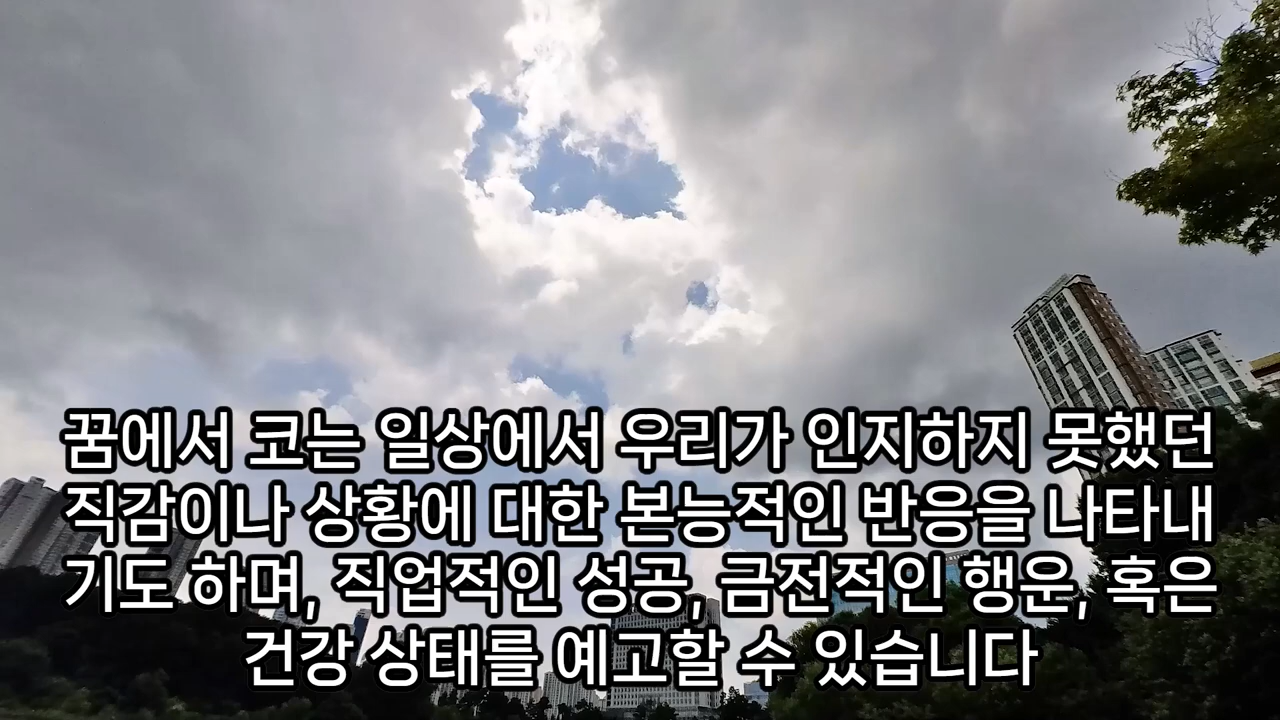 꿈에서 코는 일상에서 우리가 인지하지 못했던
직감이나 상황에 대한 본능적인 반응을 나타내
기도 하며, 직업적인 성공, 금전적인 행운, 혹은
건강 상태를 예고할 수 있습니다